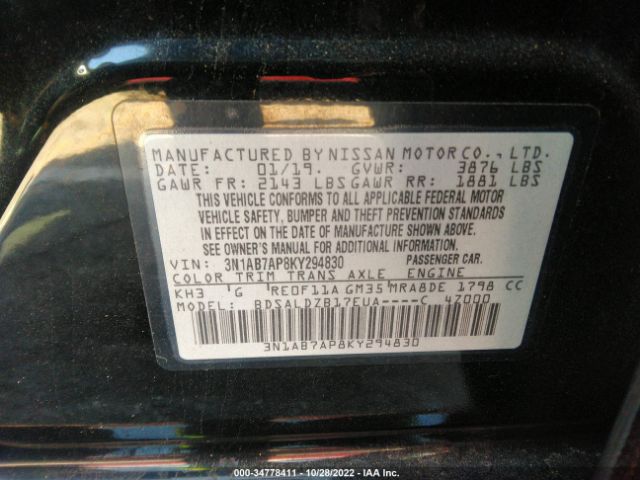 MANUFACTURED BY NISSAN MOTOR CO., LTD.
DATE: 01/19. GVWR: 3876 LBS
GAWR FR: 2143 LBS GAWR RR: 1881 LBS
THIS VEHICLE CONFORMS TO ALL APPLICABLE FEDERAL MOTOR
VEHICLE SAFETY, BUMPER AND THEFT PREVENTION STANDARDS
IN EFFECT ON THE DATE OF MANUFACTURE SHOWN ABOVE.
SEE OWNER'S MANUAL FOR ADDITIONAL INFORMATION.
VIN: 3N1AB7AP8KY294830 PASSENGER CAR.
COLOR TRIM TRANS AXLE ENGINE
KH3 'G 'RE0F11A GM35 'MRA8DE 1798 CC
MODEL: BDSALDZB17EUA----C 4Z000
3N1AB7AP8KY294830
000-34778411 - 10/28/2022 - IAA Inc.